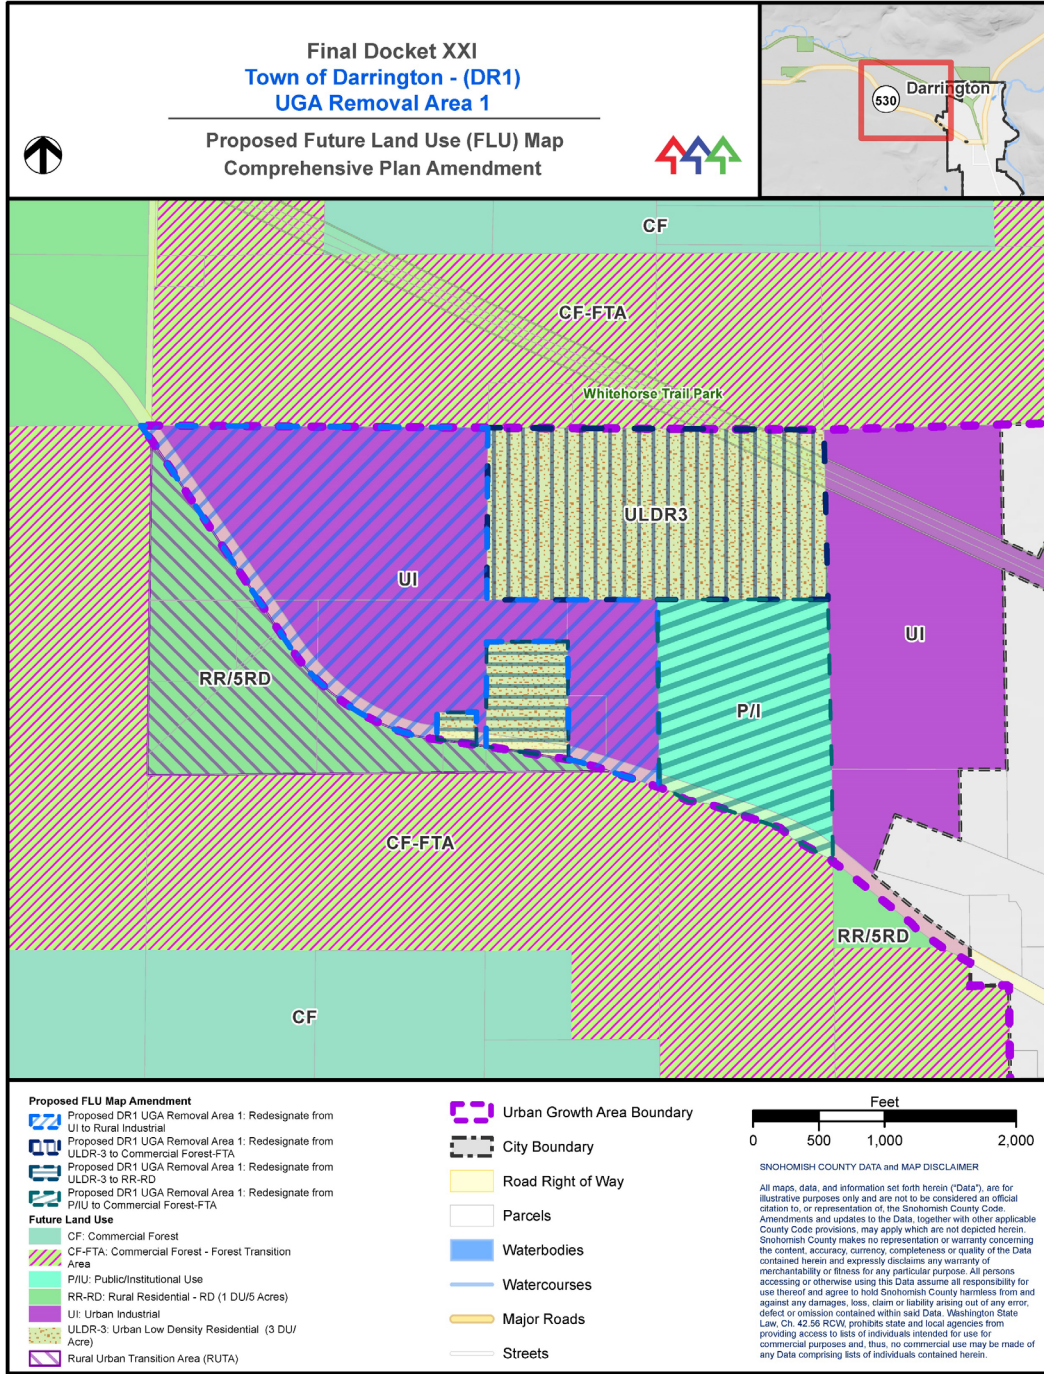 Final Docket XXI
Town of Darrington - (DR1)
UGA Removal Area 1
Proposed Future Land Use (FLU) Map
Comprehensive Plan Amendment
Darrington
530
CF
CF-FTA
Whitehorse Trail Park
ULDR3
UI
UI
RR/5RD
P/I
CF-FTA
RR/5RD
CF
Proposed FLU Map Amendment
Proposed DR1 UGA Removal Area 1: Redesignate from
UI to Rural Industrial
Proposed DR1 UGA Removal Area 1: Redesignate from
ULDR-3 to Commercial Forest-FTA
Proposed DR1 UGA Removal Area 1: Redesignate from
ULDR-3 to RR-RD
Proposed DR1 UGA Removal Area 1: Redesignate from
P/IU to Commercial Forest-FTA
Future Land Use
CF: Commercial Forest
CF-FTA: Commercial Forest - Forest Transition
Area
P/IU: Public/Institutional Use
RR-RD: Rural Residential - RD (1 DU/5 Acres)
UI: Urban Industrial
ULDR-3: Urban Low Density Residential  (3 DU/
Acre)
Rural Urban Transition Area (RUTA)
Urban Growth Area Boundary
City Boundary
Road Right of Way
Parcels
Waterbodies
Watercourses
Major Roads
Streets
Feet
0 500 1,000 2,000
SNOHOMISH COUNTY DATA and MAP DISCLAIMER
All maps, data, and information set forth herein ("Data"), are for
illustrative purposes only and are not to be considered an official
citation to, or representation of, the Snohomish County Code.
Amendments and updates to the Data, together with other applicable
County Code provisions, may apply which are not depicted herein.
Snohomish County makes no representation or warranty concerning
the content, accuracy, currency, completeness or quality of the Data
contained herein and expressly disclaims any warranty of
merchantability or fitness for any particular purpose. All persons
accessing or otherwise using this Data assume all responsibility for
use thereof and agree to hold Snohomish County harmless from and
against any damages, loss, claim or liability arising out of any error,
defect or omission contained within said Data. Washington State
Law, Ch. 42.56 RCW, prohibits state and local agencies from
providing access to lists of individuals intended for use for
commercial purposes and, thus, no commercial use may be made of
any Data comprising lists of individuals contained herein.